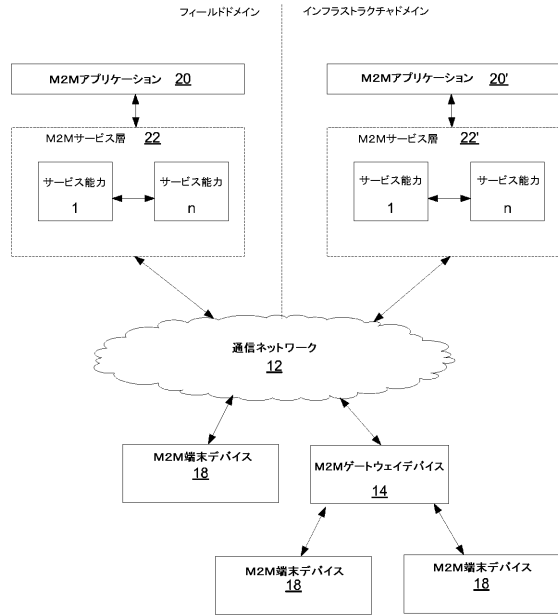 フィールドドメイン
インフラストラクチャドメイン
M2Mアプリケーション 20
M2Mアプリケーション 20'
M2Mサービス層 22
M2Mサービス層 22'
サービス能力 1
サービス能力 n
サービス能力 1
サービス能力 n
通信ネットワーク
12
M2M端末デバイス
18
M2Mゲートウェイデバイス
14
M2M端末デバイス
18
M2M端末デバイス
18